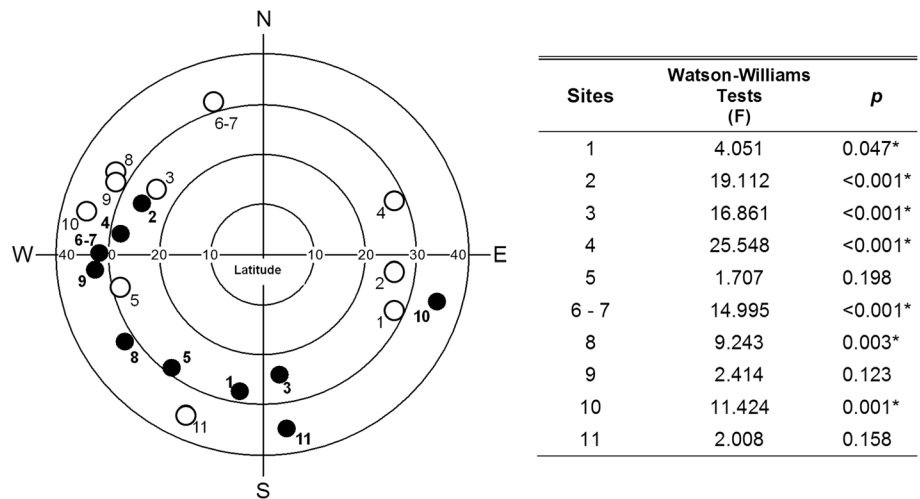 N
6-7
8
3
9
2
4
10
4
6-7
W 40 0 20 10 10 20 30 40 E
Latitude
2
9
5
1
10
8
5
1
3
11
11
S
Sites Watson-Williams Tests (F) p
1 4.051 0.047*
2 19.112 <0.001*
3 16.861 <0.001*
4 25.548 <0.001*
5 1.707 0.198
6 - 7 14.995 <0.001*
8 9.243 0.003*
9 2.414 0.123
10 11.424 0.001*
11 2.008 0.158